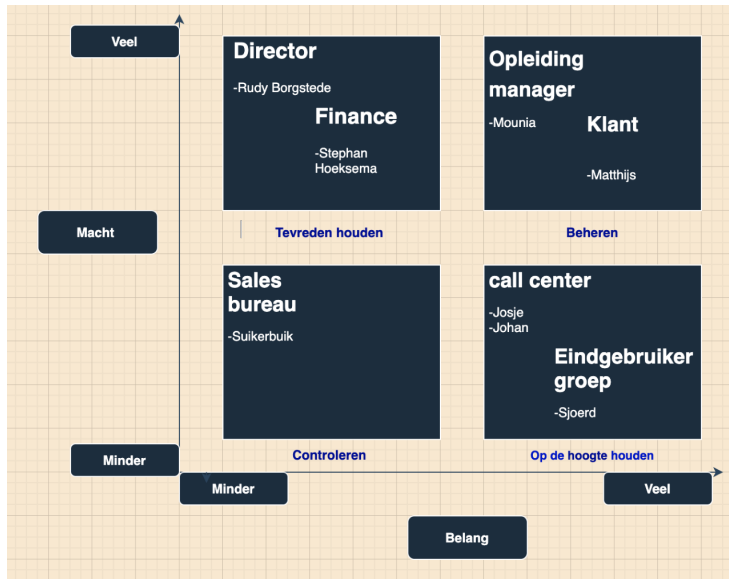 Veel
Director
-Rudy Borgstede
Finance
-Stephan
Hoeksema
Opleiding
manager
-Mounia
Klant
-Matthijs
Macht
Tevreden houden
Beheren
Sales
bureau
-Suikerbuik
call center
-Josje
-Johan
Eindgebruiker
groep
-Sjoerd
Minder
Controleren
Op de hoogte houden
Minder
Veel
Belang